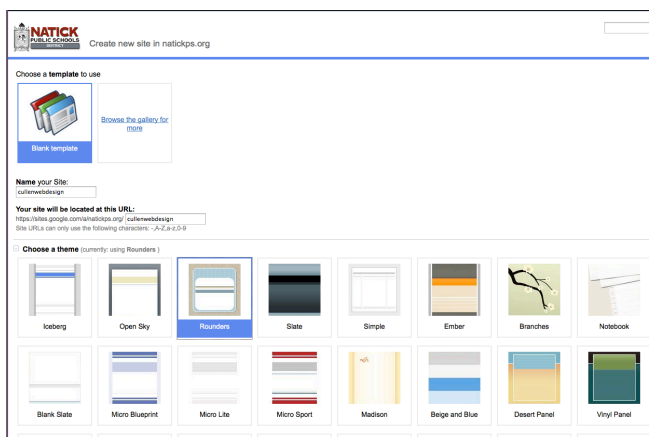 NATICK
PUBLIC SCHOOLS
DISTRICT
Create new site in natickps.org
Choose a template to use
Blank template
Browse the gallery for
more
Name your Site:
cullenwebdesign
Your site will be located at this URL:
https://sites.google.com/a/natickps.org/ cullenwebdesign
Site URLs can only use the following characters: -,A-Z,a-z,0-9
Choose a theme (currently: using Rounders )
Iceberg Open Sky Rounders Slate Simple Ember Branches Notebook
Blank Slate Micro Blueprint Micro Lite Micro Sport Madison Beige and Blue Desert Panel Vinyl Panel